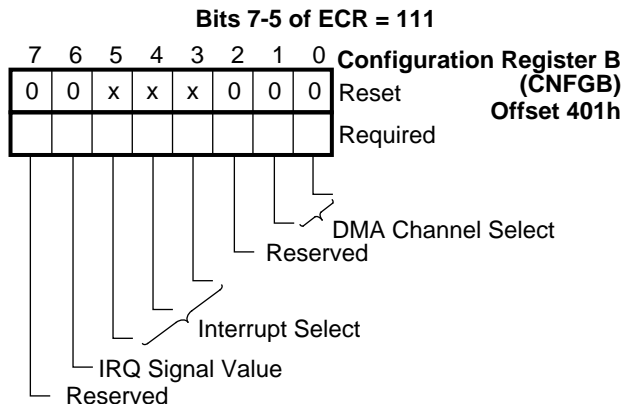 Bits 7-5 of ECR = 111
7 6 5 4 3 2 1 0 Configuration Register B
(CNFGB)
0 0 x x x 0 0 0 Reset
Offset 401h
Required
DMA Channel Select
Reserved
Interrupt Select
IRQ Signal Value
Reserved